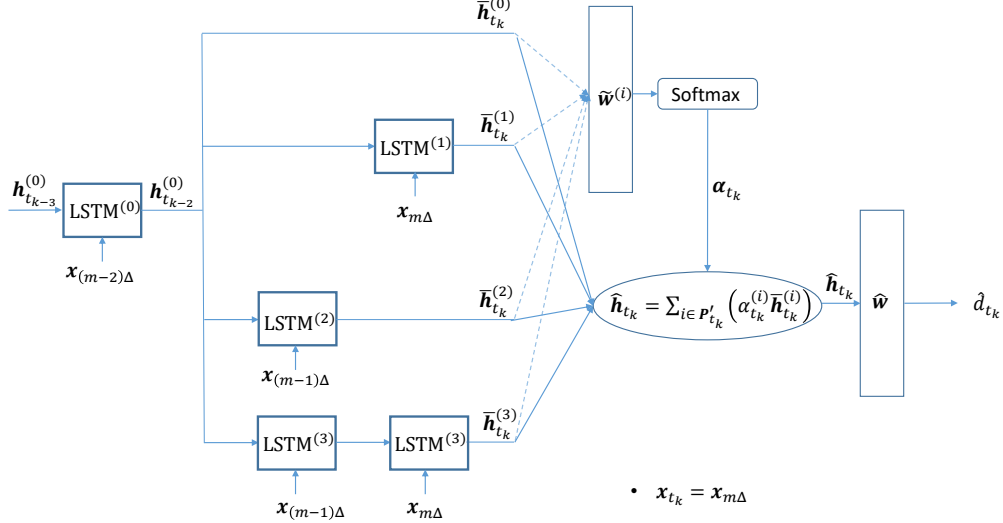 h̄_{t_k}^{(0)}
w̃^{(i)}
Softmax
h̄_{t_k}^{(1)}
LSTM^{(1)}
α_{t_k}
x_{mΔ}
h_{t_{k-3}}^{(0)} LSTM^{(0)} h_{t_{k-2}}^{(0)}
x_{(m-2)Δ}
h̄_{t_k}^{(2)}
ĥ_{t_k} = ∑_{i∈ P'_{t_k}} (α_{t_k}^{(i)} h̄_{t_k}^{(i)})
ĥ_{t_k}
ŵ
d̂_{t_k}
LSTM^{(2)}
x_{(m-1)Δ}
h̄_{t_k}^{(3)}
LSTM^{(3)} LSTM^{(3)}
x_{(m-1)Δ} x_{mΔ}
• x_{t_k} = x_{mΔ}